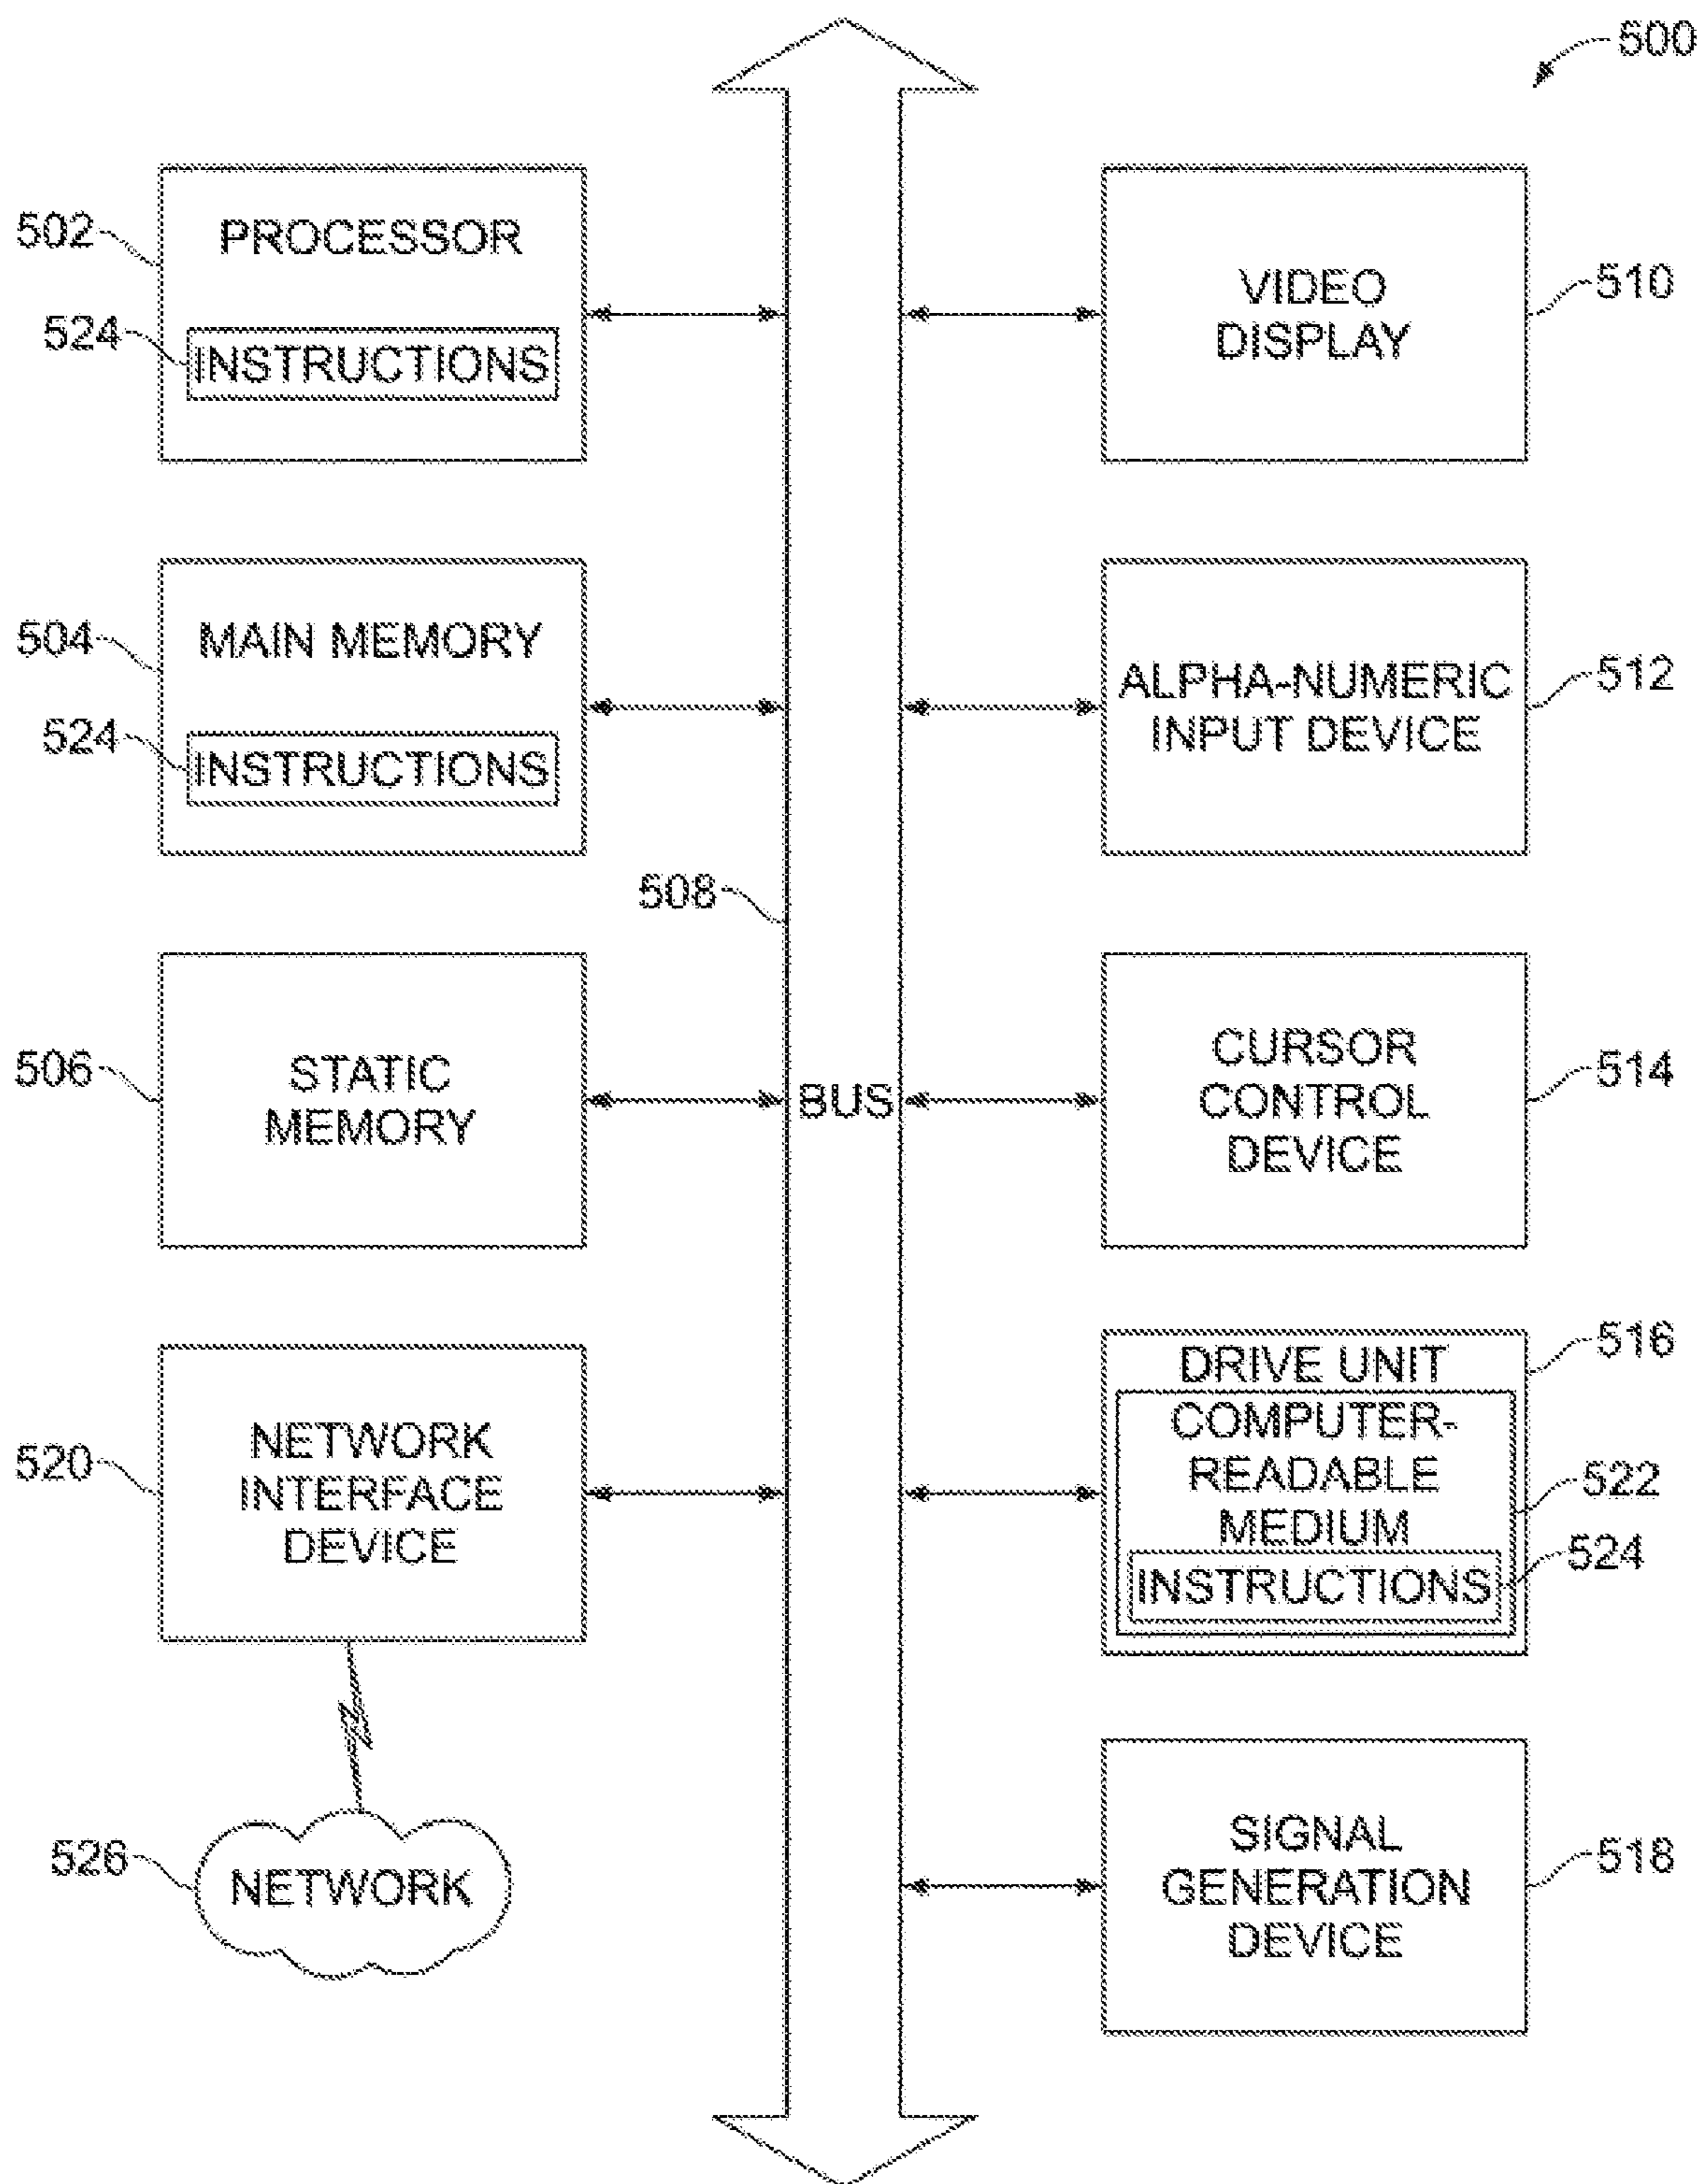 500
502
PROCESSOR
524
INSTRUCTIONS
504
MAIN MEMORY
524
INSTRUCTIONS
508
506
STATIC
MEMORY
520
NETWORK
INTERFACE
DEVICE
526
NETWORK
BUS
VIDEO
DISPLAY
510
ALPHA-NUMERIC
INPUT DEVICE
512
CURSOR
CONTROL
DEVICE
514
DRIVE UNIT
516
COMPUTER-
READABLE
MEDIUM
522
INSTRUCTIONS
524
SIGNAL
GENERATION
DEVICE
518